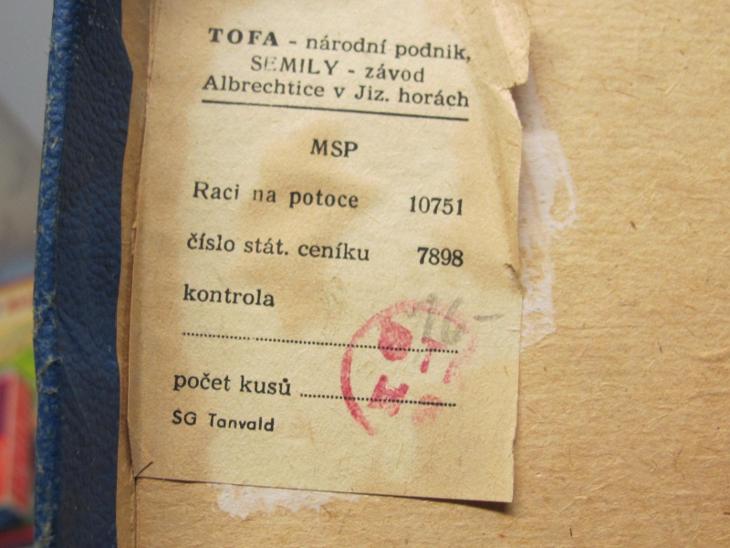 TOFA - národní podnik,
SEMILY - závod
Albrechtice v Jiz. horách
MSP
Raci na potoce 10751
číslo stát. ceníku 7898
kontrola
počet kusů
SG Tanvald